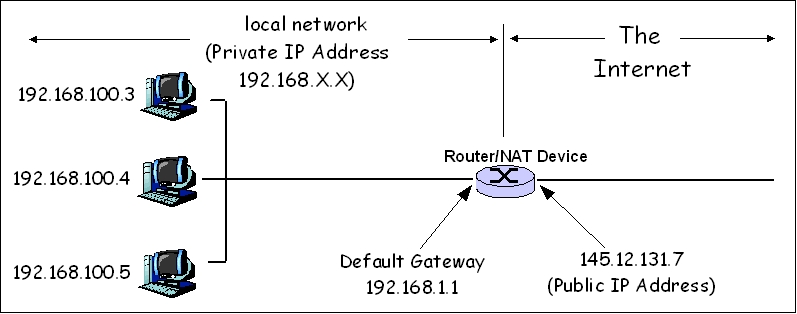 local network
(Private IP Address
192.168.X.X)
The
Internet
192.168.100.3
192.168.100.4
192.168.100.5
Router/NAT Device
Default Gateway
192.168.1.1
145.12.131.7
(Public IP Address)